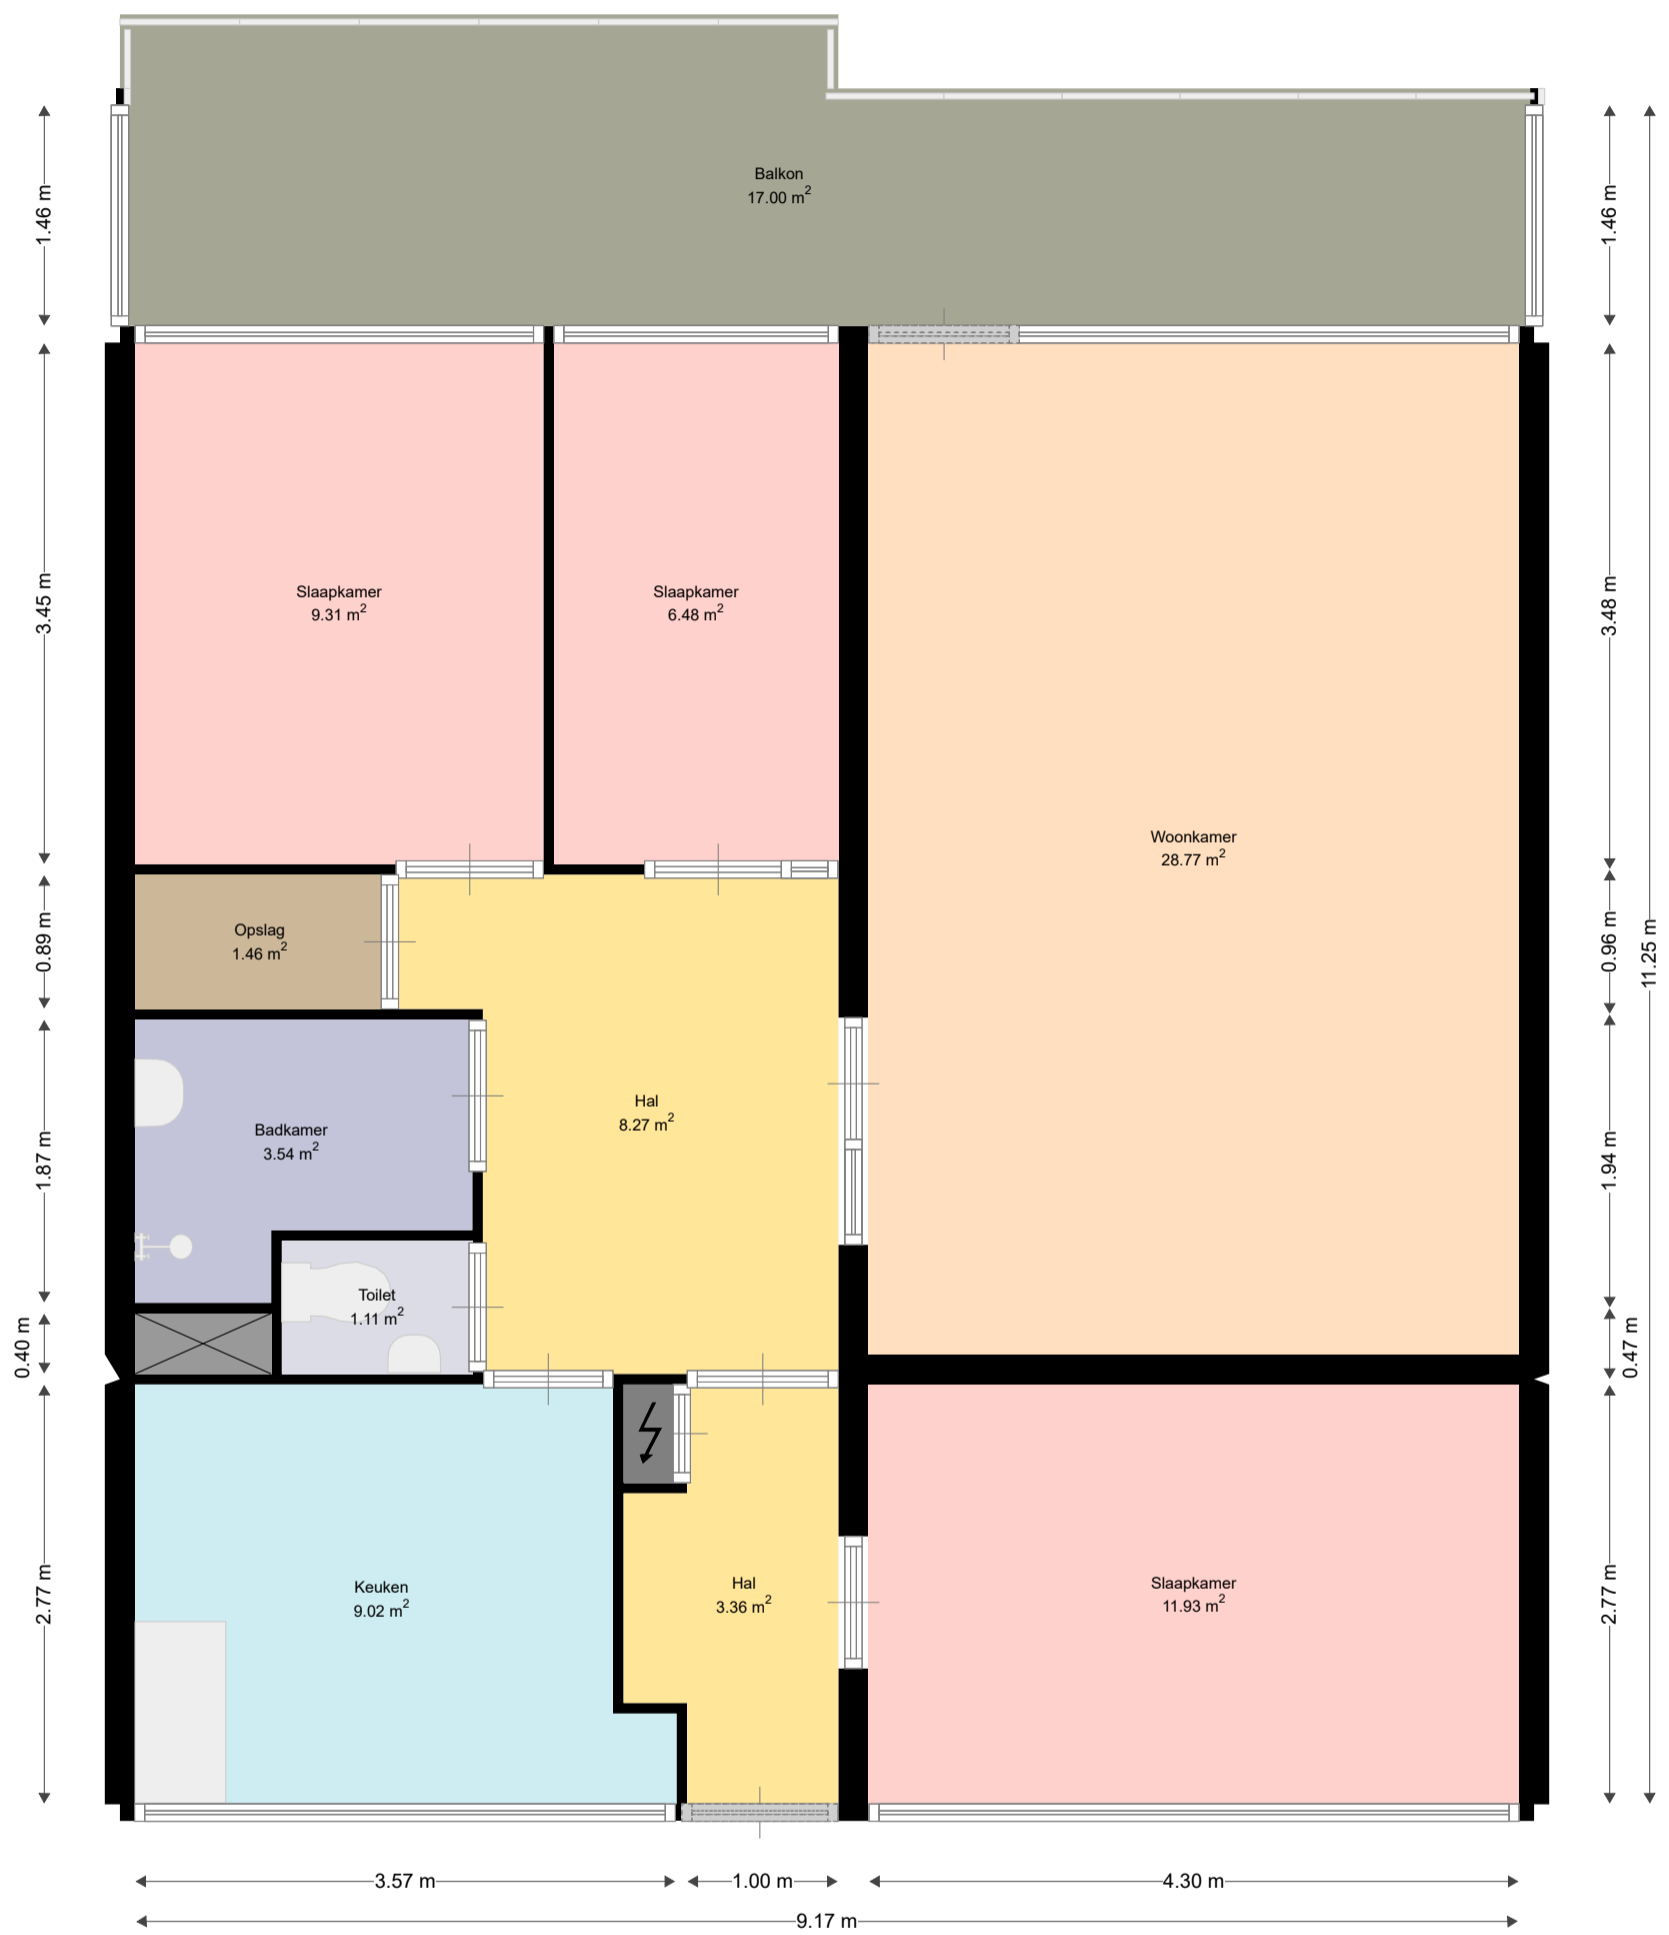 Balkon
17.00 m²
1.46 m
1.46 m
Slaapkamer
9.31 m²
Slaapkamer
6.48 m²
3.45 m
3.48 m
Woonkamer
28.77 m²
Opslag
1.46 m²
0.89 m
0.96 m
11.25 m
Hal
8.27 m²
Badkamer
3.54 m²
1.87 m
1.94 m
Toilet
1.11 m²
0.40 m
0.47 m
Keuken
9.02 m²
Hal
3.36 m²
Slaapkamer
11.93 m²
2.77 m
2.77 m
3.57 m
1.00 m
4.30 m
9.17 m